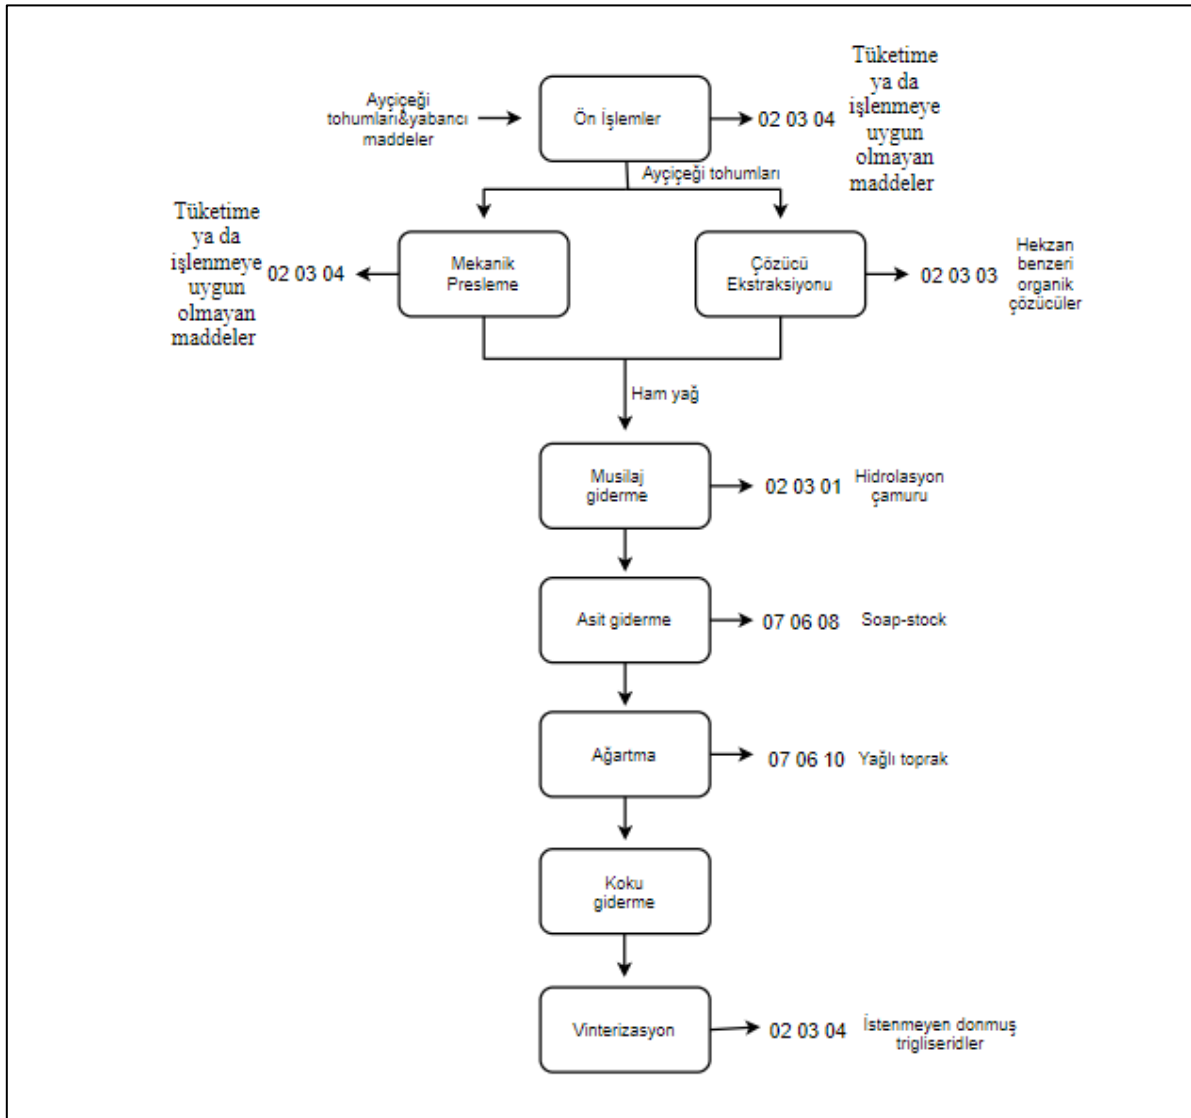 Ayçiçeği
tohumları&yabancı
maddeler
Ön İşlemler
02 03 04
Tüketime
ya da
işlenmeye
uygun
olmayan
maddeler
Ayçiçeği tohumları
Tüketime
ya da
işlenmeye
uygun
olmayan
maddeler
02 03 04
Mekanik
Presleme
Çözücü
Ekstraksiyonu
02 03 03
Hekzan
benzeri
organik
çözücüler
Ham yağ
Musilaj
giderme
02 03 01
Hidrolasyon
çamuru
Asit giderme
07 06 08
Soap-stock
Ağartma
07 06 10
Yağlı toprak
Koku
giderme
Vinterizasyon
02 03 04
İstenmeyen donmuş
trigliseridler